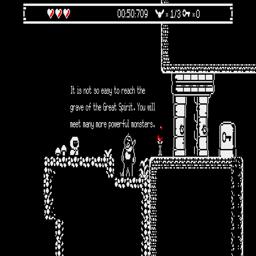 00:50:709 × 1/3 × 0
It is not so easy to reach the
grave of the Great Spirit. You will
meet many more powerful monsters.